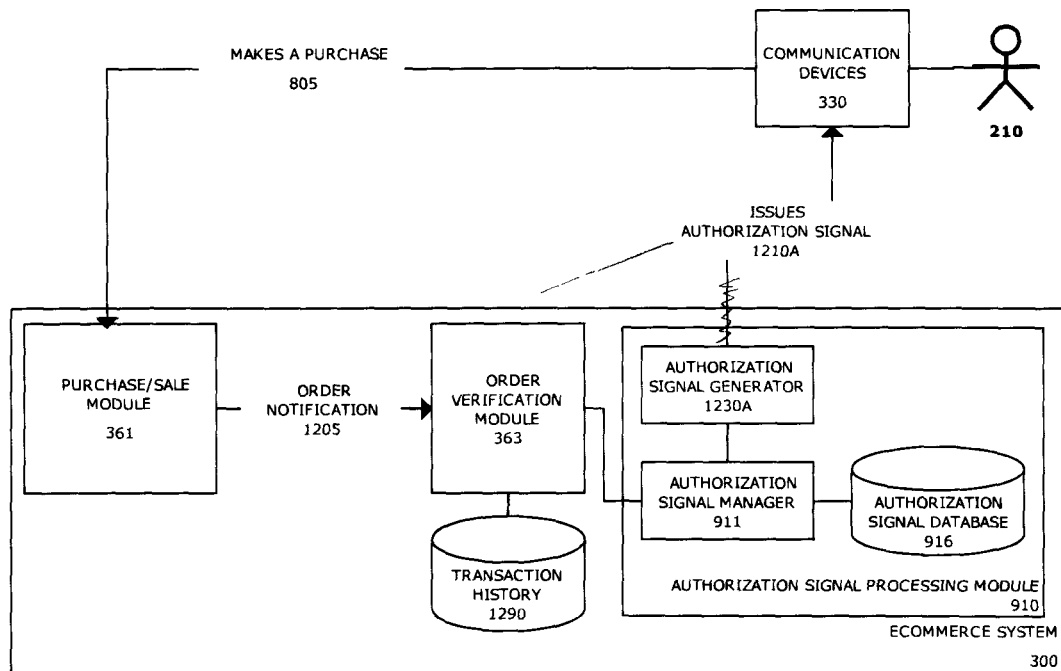 MAKES A PURCHASE
805
COMMUNICATION
DEVICES
330
210
ISSUES
AUTHORIZATION SIGNAL
1210A
PURCHASE/SALE
MODULE
361
ORDER
NOTIFICATION
1205
ORDER
VERIFICATION
MODULE
363
TRANSACTION
HISTORY
1290
AUTHORIZATION
SIGNAL GENERATOR
1230A
AUTHORIZATION
SIGNAL MANAGER
911
AUTHORIZATION
SIGNAL DATABASE
916
AUTHORIZATION SIGNAL PROCESSING MODULE
910
ECOMMERCE SYSTEM
300